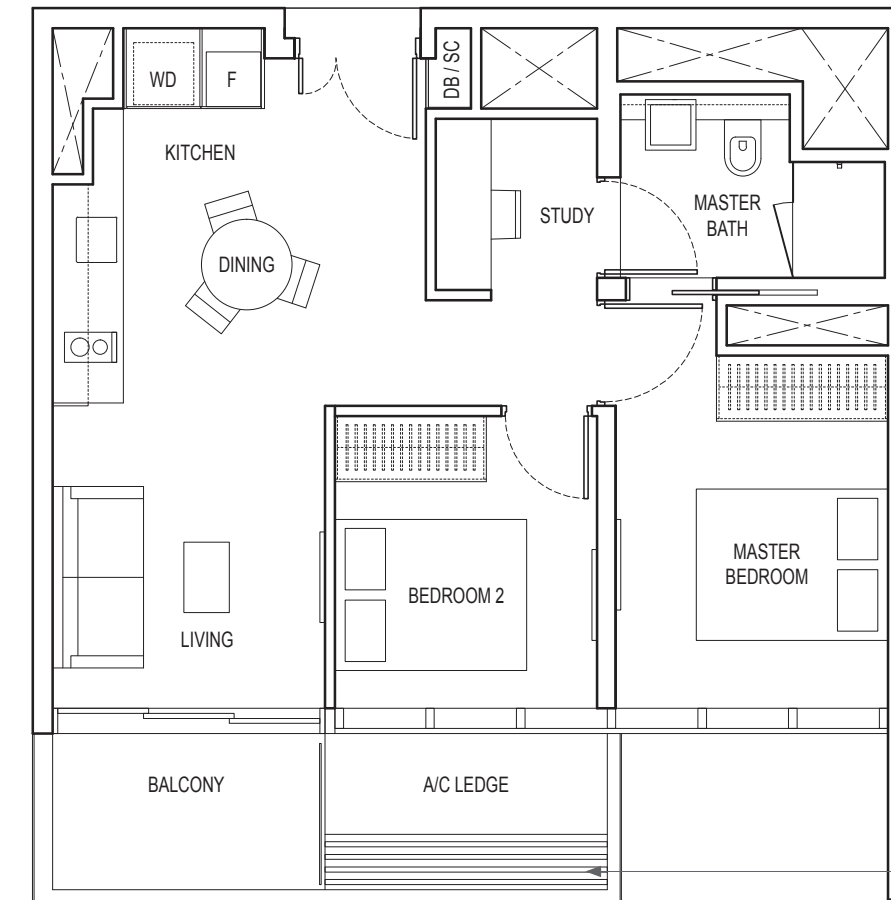 WD
F
DB / SC
KITCHEN
STUDY
MASTER
BATH
DINING
MASTER
BEDROOM
BEDROOM 2
LIVING
BALCONY
A/C LEDGE